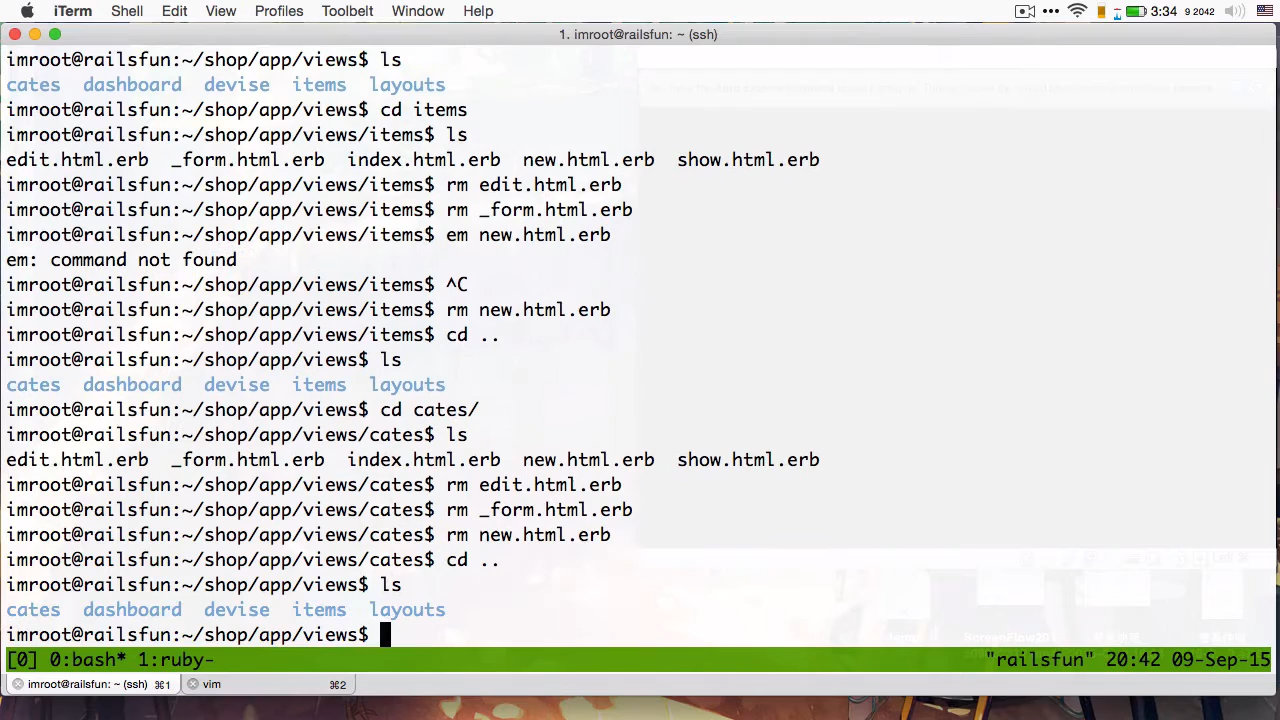 iTerm Shell Edit View Profiles Toolbelt Window Help 3:34 9 2042
1. imroot@railsfun: ~ (ssh)
imroot@railsfun:~/shop/app/views$ ls
cates dashboard devise items layouts
imroot@railsfun:~/shop/app/views$ cd items
imroot@railsfun:~/shop/app/views/items$ ls
edit.html.erb _form.html.erb index.html.erb new.html.erb show.html.erb
imroot@railsfun:~/shop/app/views/items$ rm edit.html.erb
imroot@railsfun:~/shop/app/views/items$ rm _form.html.erb
imroot@railsfun:~/shop/app/views/items$ em new.html.erb
em: command not found
imroot@railsfun:~/shop/app/views/items$ ^C
imroot@railsfun:~/shop/app/views/items$ rm new.html.erb
imroot@railsfun:~/shop/app/views/items$ cd ..
imroot@railsfun:~/shop/app/views$ ls
cates dashboard devise items layouts
imroot@railsfun:~/shop/app/views$ cd cates/
imroot@railsfun:~/shop/app/views/cates$ ls
edit.html.erb _form.html.erb index.html.erb new.html.erb show.html.erb
imroot@railsfun:~/shop/app/views/cates$ rm edit.html.erb
imroot@railsfun:~/shop/app/views/cates$ rm _form.html.erb
imroot@railsfun:~/shop/app/views/cates$ rm new.html.erb
imroot@railsfun:~/shop/app/views/cates$ cd ..
imroot@railsfun:~/shop/app/views$ ls
cates dashboard devise items layouts
imroot@railsfun:~/shop/app/views$
[0] 0:bash* 1:ruby- "railsfun" 20:42 09-Sep-15
imroot@railsfun: ~ (ssh) ⌘1 vim ⌘2